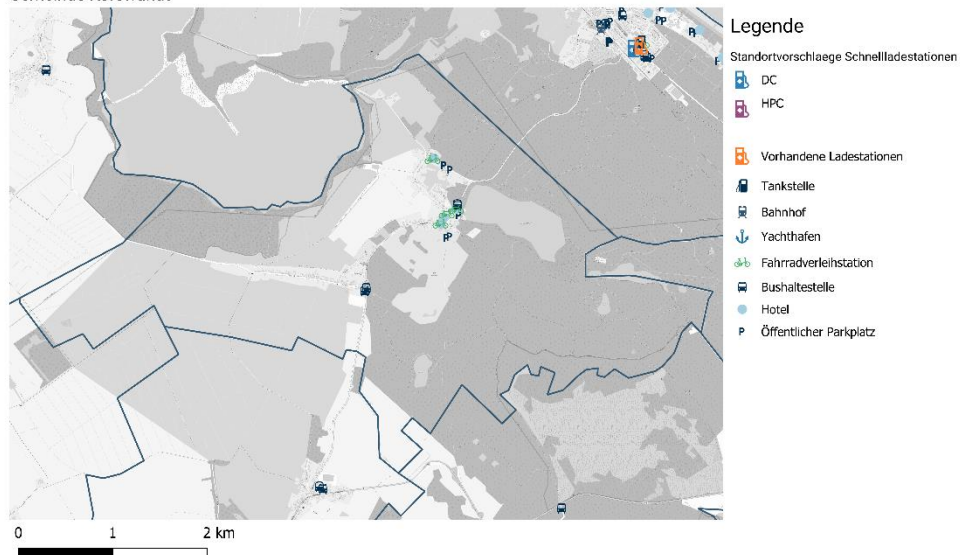 Legende
Standortvorschlaege Schnellladestationen
DC
HPC
Vorhandene Ladestationen
Tankstelle
Bahnhof
Yachthafen
Fahrradverleihstation
Bushaltestelle
Hotel
P Öffentlicher Parkplatz
0 1 2 km